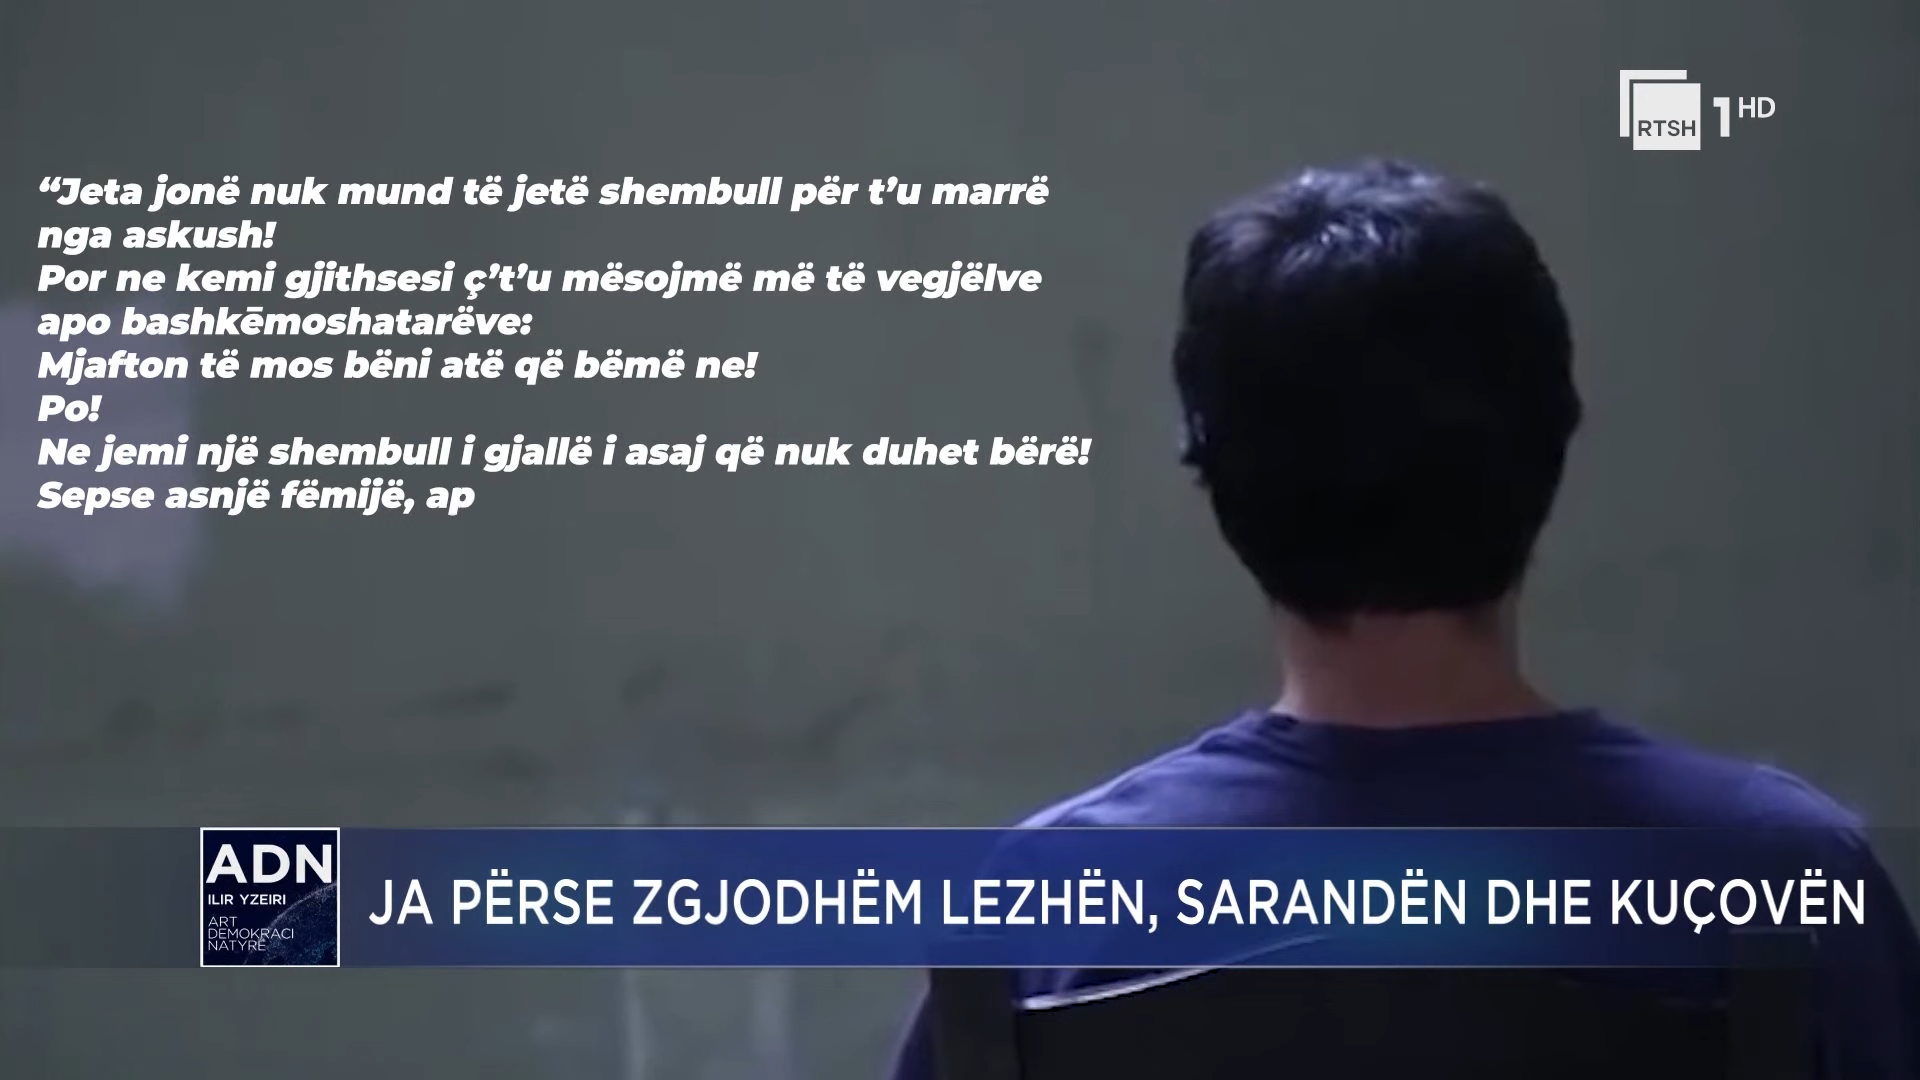 RTSH 1 HD
“Jeta jonë nuk mund të jetë shembull për t’u marrë
nga askush!
Por ne kemi gjithsesi ç’t’u mësojmë më të vegjëlve
apo bashkēmoshatarëve:
Mjafton të mos bëni atë që bëmë ne!
Po!
Ne jemi një shembull i gjallë i asaj që nuk duhet bërë!
Sepse asnjë fëmijë, ap
ADN
ILIR YZEIRI
ART
DEMOKRACI
NATYRË
JA PËRSE ZGJODHËM LEZHËN, SARANDËN DHE KUÇOVËN